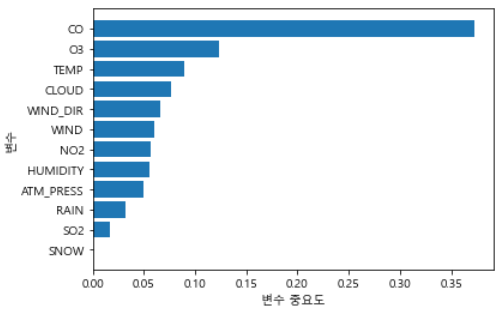 변수
CO
O3
TEMP
CLOUD
WIND_DIR
WIND
NO2
HUMIDITY
ATM_PRESS
RAIN
SO2
SNOW
0.00 0.05 0.10 0.15 0.20 0.25 0.30 0.35
변수 중요도